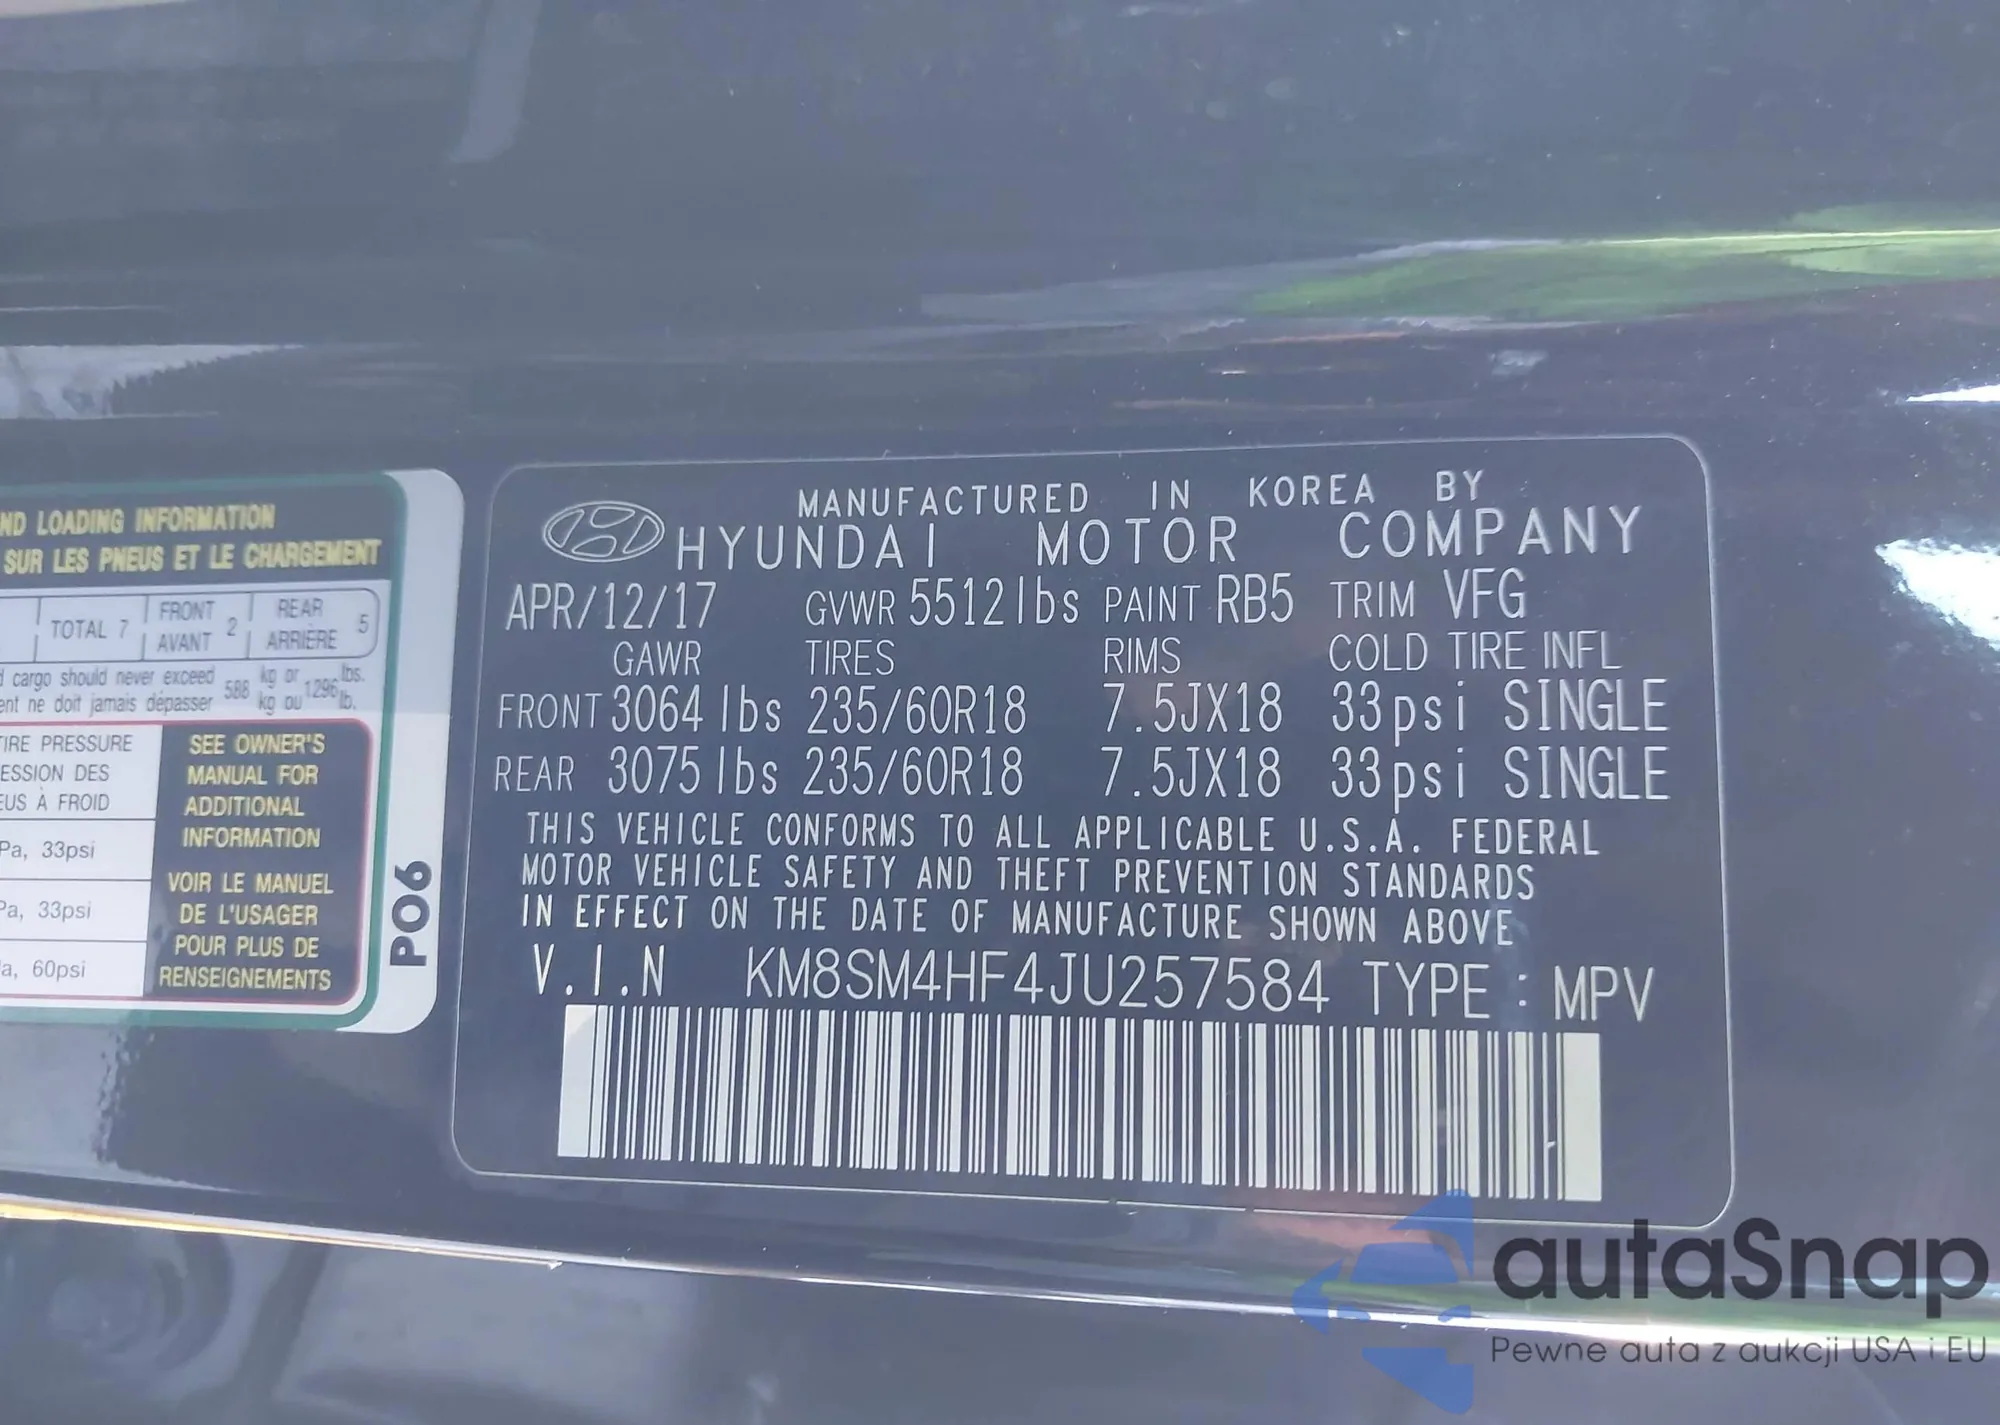 ND LOADING INFORMATION
SUR LES PNEUS ET LE CHARGEMENT
TOTAL 7 FRONT AVANT 2 REAR ARRIÈRE 5
cargo should never exceed 588 kg or 1296 lbs.
ent ne doit jamais dépasser kg ou lb.
TIRE PRESSURE
ESSION DES
EUS À FROID
Pa, 33psi
Pa, 33psi
a, 60psi
SEE OWNER'S
MANUAL FOR
ADDITIONAL
INFORMATION
VOIR LE MANUEL
DE L'USAGER
POUR PLUS DE
RENSEIGNEMENTS
PO6
MANUFACTURED IN KOREA BY
HYUNDAI MOTOR COMPANY
APR/12/17 GVWR 5512lbs PAINT RB5 TRIM VFG
GAWR TIRES RIMS COLD TIRE INFL
FRONT 3064lbs 235/60R18 7.5JX18 33psi SINGLE
REAR 3075lbs 235/60R18 7.5JX18 33psi SINGLE
THIS VEHICLE CONFORMS TO ALL APPLICABLE U.S.A. FEDERAL
MOTOR VEHICLE SAFETY AND THEFT PREVENTION STANDARDS
IN EFFECT ON THE DATE OF MANUFACTURE SHOWN ABOVE
V.I.N KM8SM4HF4JU257584 TYPE : MPV
autaSnap
Pewne auta z aukcji USA i EU